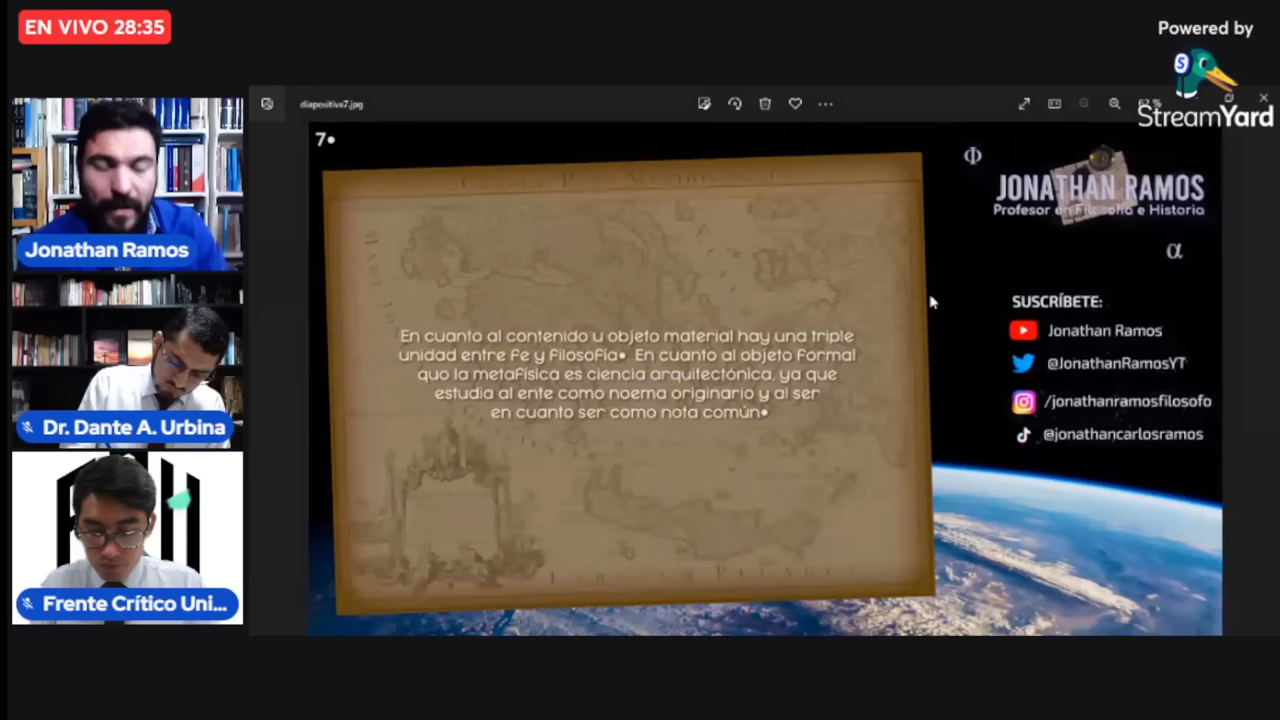 EN VIVO 28:35
Powered by
StreamYard
diapositiva7.jpg
7•
JONATHAN RAMOS
Profesor en Filosofía e Historia
Φ
α
Jonathan Ramos
Dr. Dante A. Urbina
Frente Crítico Uni...
En cuanto al contenido u objeto material hay una triple
unidad entre Fe y Filosofía• En cuanto al objeto Formal
quo la metafísica es ciencia arquitectónica, ya que
estudia al ente como noema originario y al ser
en cuanto ser como nota común•
SUSCRÍBETE:
Jonathan Ramos
@JonathanRamosYT
/jonathanramosfilosofo
@jonathancarlosramos